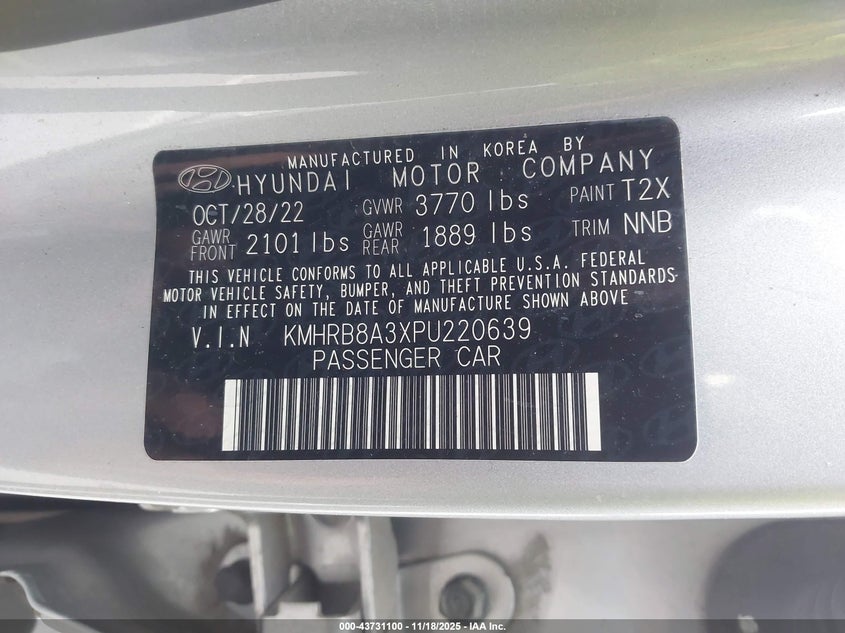 MANUFACTURED IN KOREA BY
HYUNDAI MOTOR COMPANY
OCT/28/22 GVWR 3770 lbs PAINT T2X
GAWR FRONT 2101 lbs GAWR REAR 1889 lbs TRIM NNB
THIS VEHICLE CONFORMS TO ALL APPLICABLE U.S.A. FEDERAL
MOTOR VEHICLE SAFETY, BUMPER, AND THEFT PREVENTION STANDARDS
IN EFFECT ON THE DATE OF MANUFACTURE SHOWN ABOVE
V.I.N KMHRB8A3XPU220639
PASSENGER CAR
000-43731100 - 11/18/2025 - IAA Inc.